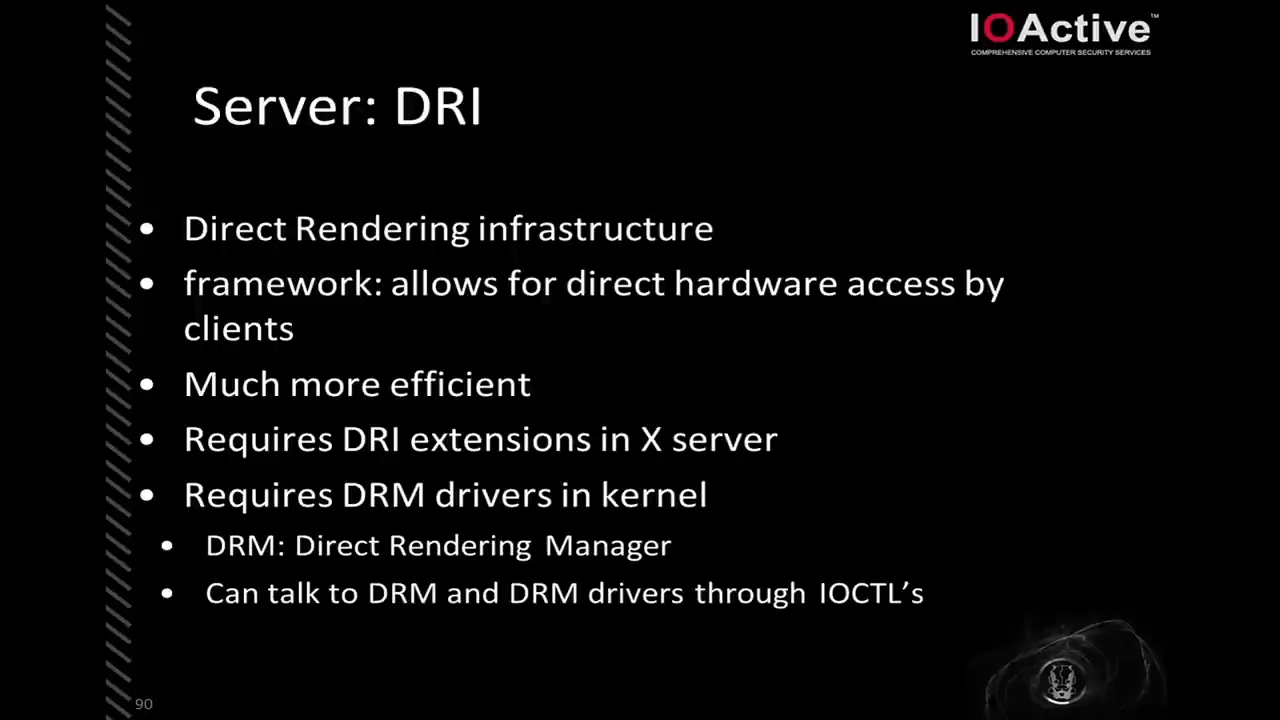 IOActive™
COMPREHENSIVE COMPUTER SECURITY SERVICES
Server: DRI
• Direct Rendering infrastructure
• framework: allows for direct hardware access by
clients
• Much more efficient
• Requires DRI extensions in X server
• Requires DRM drivers in kernel
• DRM: Direct Rendering Manager
• Can talk to DRM and DRM drivers through IOCTL’s
90